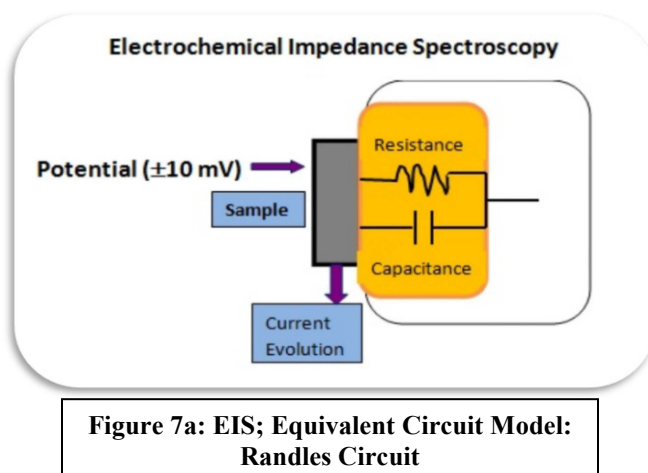 Electrochemical Impedance Spectroscopy
Potential (±10 mV)
Resistance
Sample
Capacitance
Current
Evolution
Figure 7a: EIS; Equivalent Circuit Model:
Randles Circuit